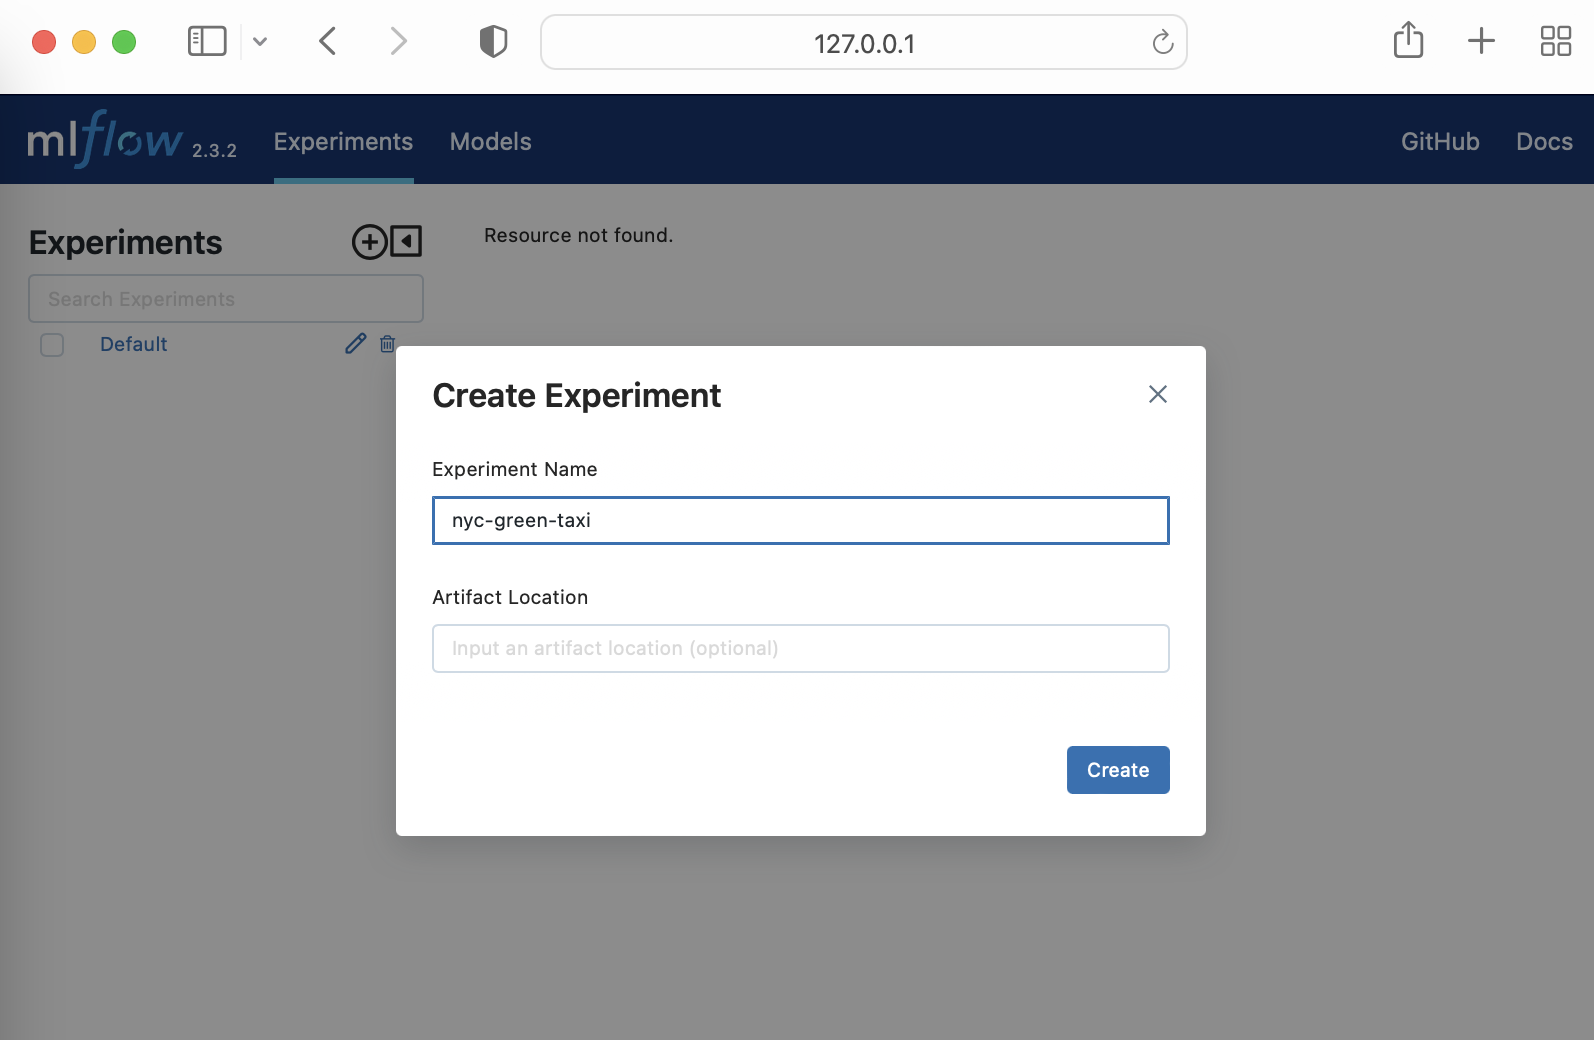 127.0.0.1
mlflow 2.3.2 Experiments Models GitHub Docs
Experiments
Resource not found.
Search Experiments
Default
Create Experiment
Experiment Name
nyc-green-taxi
Artifact Location
Input an artifact location (optional)
Create